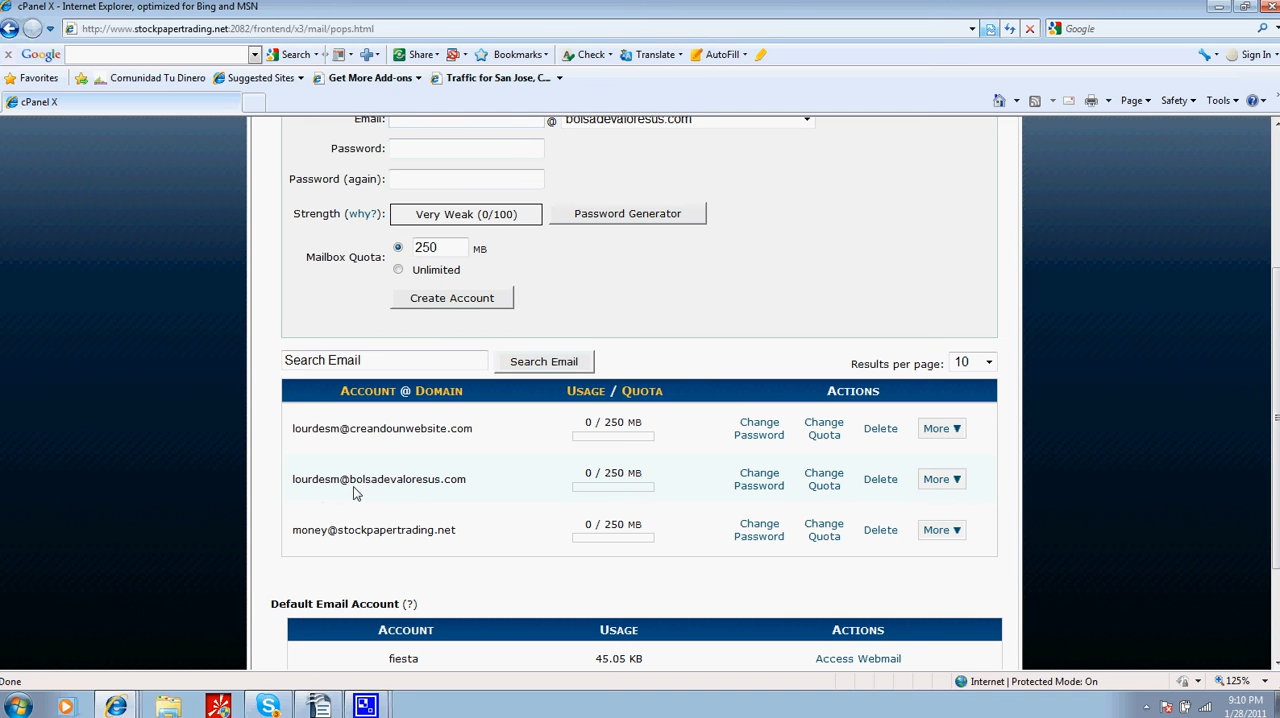 cPanel X - Internet Explorer, optimized for Bing and MSN
http://www.stockpapertrading.net:2082/frontend/x3/mail/pops.html
Google
Google Search Share Bookmarks Check Translate AutoFill Sign In
Favorites Comunidad Tu Dinero Suggested Sites Get More Add-ons Traffic for San Jose, C...
cPanel X
Page Safety Tools
Email: @ bolsadevaloresus.com
Password:
Password (again):
Strength (why?): Very Weak (0/100) Password Generator
Mailbox Quota: 250 MB
Unlimited
Create Account
Search Email Search Email Results per page: 10
ACCOUNT @ DOMAIN USAGE / QUOTA ACTIONS
lourdesm@creandounwebsite.com 0 / 250 MB Change Password Change Quota Delete More ▼
lourdesm@bolsadevaloresus.com 0 / 250 MB Change Password Change Quota Delete More ▼
money@stockpapertrading.net 0 / 250 MB Change Password Change Quota Delete More ▼
Default Email Account (?)
ACCOUNT USAGE ACTIONS
fiesta 45.05 KB Access Webmail
Done Internet | Protected Mode: On 125%
9:10 PM
1/28/2011